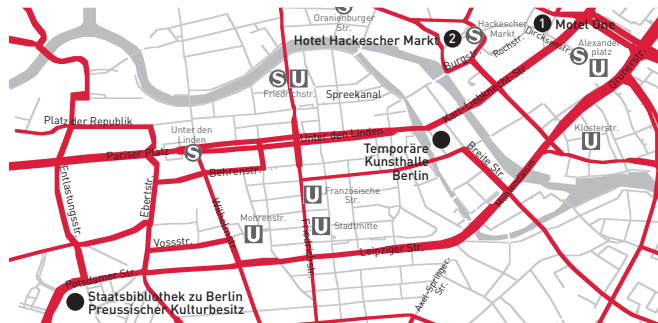 Oranienburger
Str.
S
Hotel Hackescher Markt 2
S
Hackescher
Markt
1 Motel One
Dircksenstr.
Rochstr.
Burgstr.
S
Alexander
platz
U
Grunerstr.
S U
Friedrichstr.
Spreekanal
Karl-Liebknecht-Str.
Platz der Republik
Unter den
Linden
S
Unter den Linden
Pariser Platz
Klosterstr.
U
Temporäre
Kunsthalle
Berlin
Breite Str.
Mühlendamm
Behrenstr.
Entlastungsstr.
Ebertstr.
Wilhelmstr.
U
Französische
Str.
Mohrenstr.
U
U
Stadtmitte
Friedrichstr.
Vossstr.
Leipziger Str.
Potsdamer Str.
Axel-Springer-
Str.
Staatsbibliothek zu Berlin
Preussischer Kulturbesitz